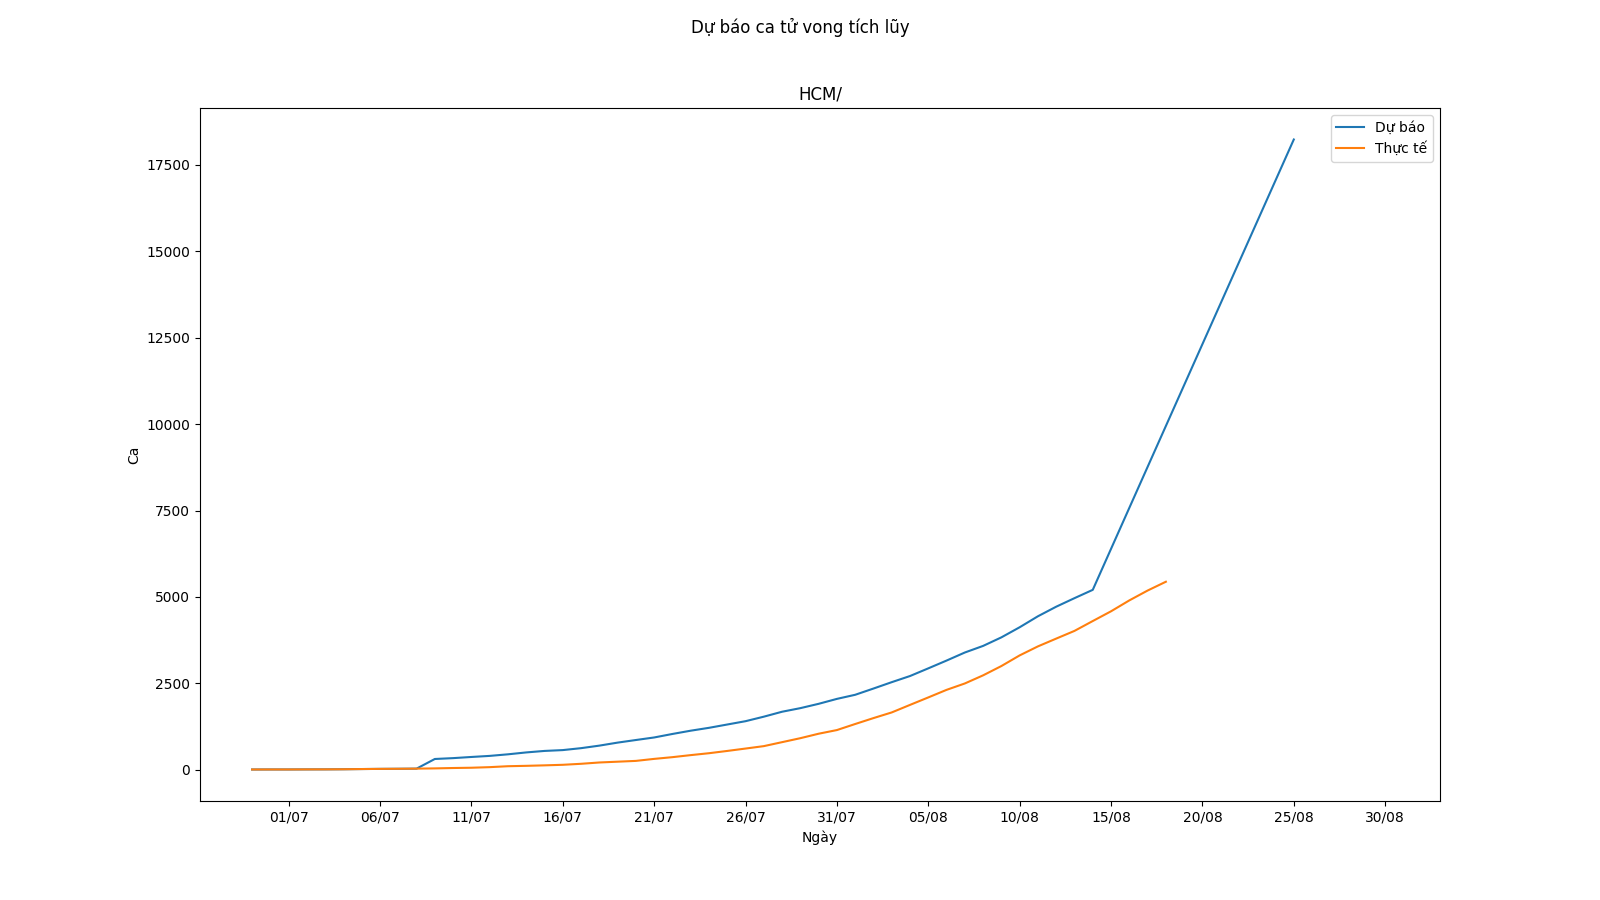 Dự báo ca tử vong tích lũy
HCM/
Dự báo
Thực tế
17500
15000
12500
10000
7500
5000
2500
0
Ca
01/07 06/07 11/07 16/07 21/07 26/07 31/07 05/08 10/08 15/08 20/08 25/08 30/08
Ngày